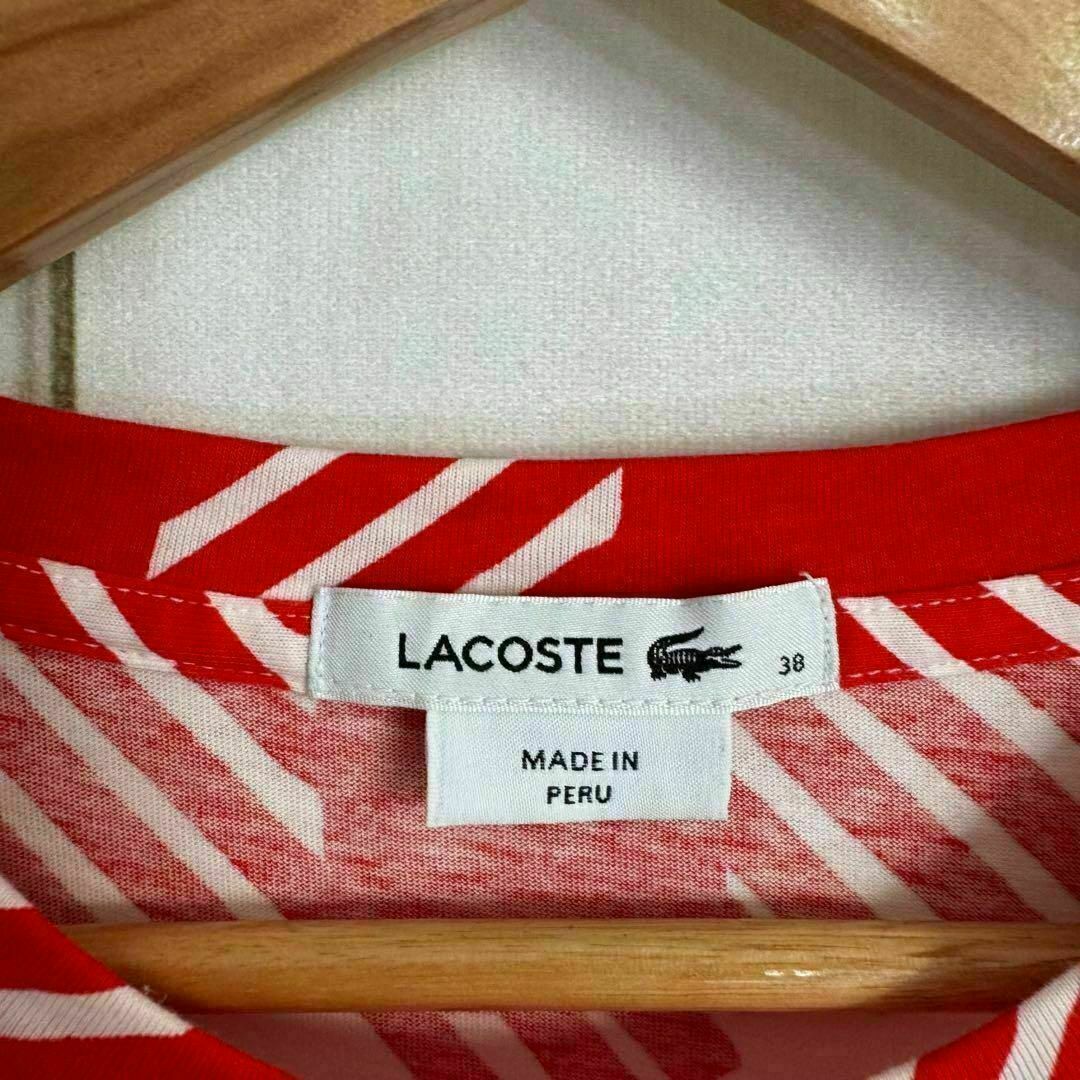 LACOSTE 38
MADE IN
PERU